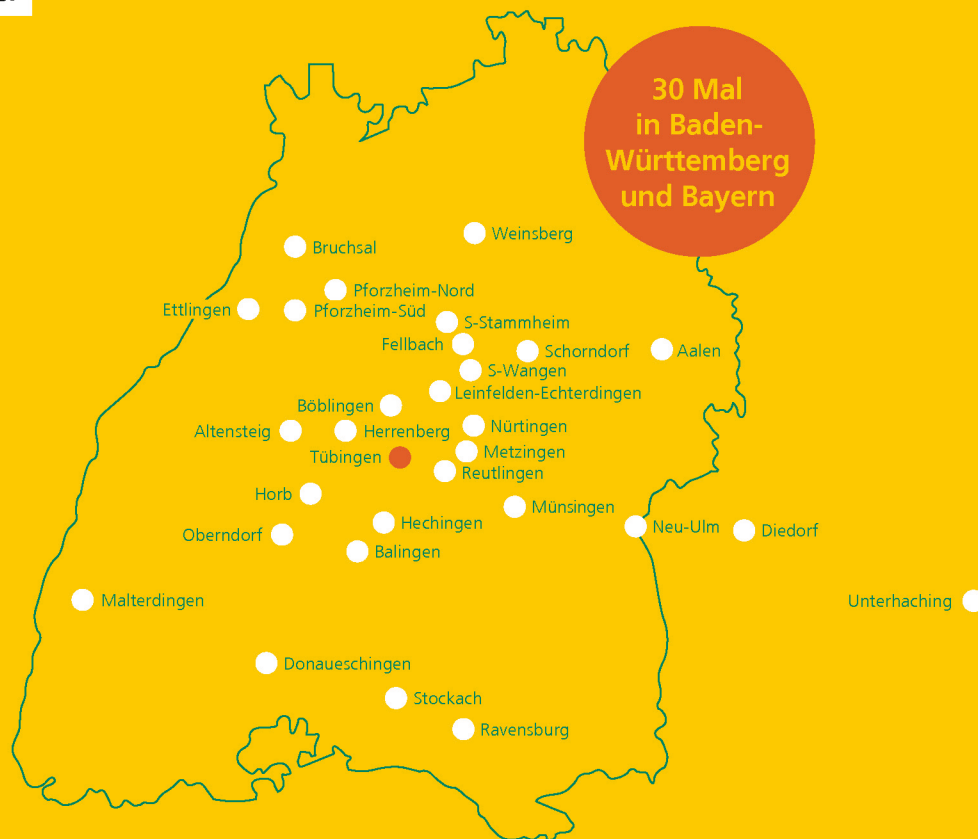 30 Mal
in Baden-
Württemberg
und Bayern
Weinsberg
Bruchsal
Pforzheim-Nord
Ettlingen
Pforzheim-Süd
S-Stammheim
Fellbach
Schorndorf
Aalen
S-Wangen
Leinfelden-Echterdingen
Böblingen
Altensteig
Herrenberg
Nürtingen
Tübingen
Metzingen
Reutlingen
Horb
Münsingen
Hechingen
Neu-Ulm
Diedorf
Oberndorf
Balingen
Malterdingen
Unterhaching
Donaueschingen
Stockach
Ravensburg